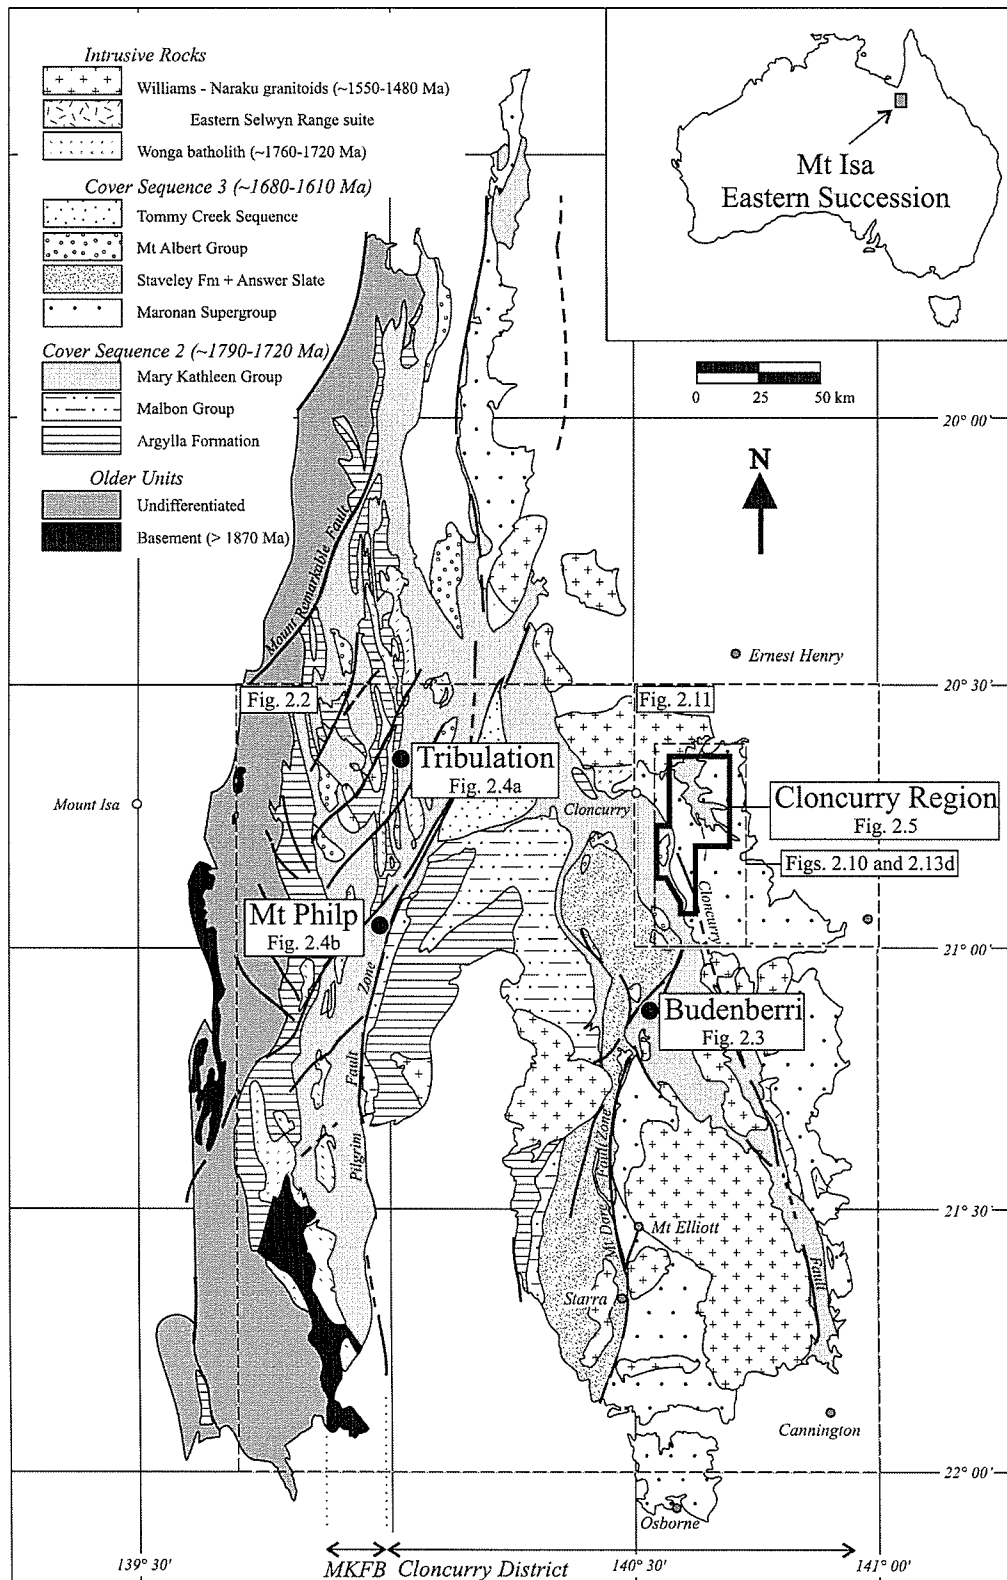 Intrusive Rocks
Williams - Naraku granitoids (~1550-1480 Ma)
Eastern Selwyn Range suite
Wonga batholith (~1760-1720 Ma)
Cover Sequence 3 (~1680-1610 Ma)
Tommy Creek Sequence
Mt Albert Group
Staveley Fm + Answer Slate
Maronan Supergroup
Cover Sequence 2 (~1790-1720 Ma)
Mary Kathleen Group
Malbon Group
Argylla Formation
Older Units
Undifferentiated
Basement (> 1870 Ma)
Mt Isa
Eastern Succession
0 25 50 km
20° 00'
N
Mount Remarkable Fault
Ernest Henry
20° 30'
Fig. 2.2
Fig. 2.11
Tribulation
Fig. 2.4a
Mount Isa
Cloncurry
Cloncurry Region
Fig. 2.5
Figs. 2.10 and 2.13d
Mt Philp
Fig. 2.4b
Cloncurry
21° 00'
Budenberri
Fig. 2.3
Pilgrim Fault Zone
Mt Dore Fault Zone
21° 30'
Mt Elliott
Fault
Starra
Cannington
22° 00'
Osborne
139° 30'
MKFB Cloncurry District
140° 30'
141° 00'